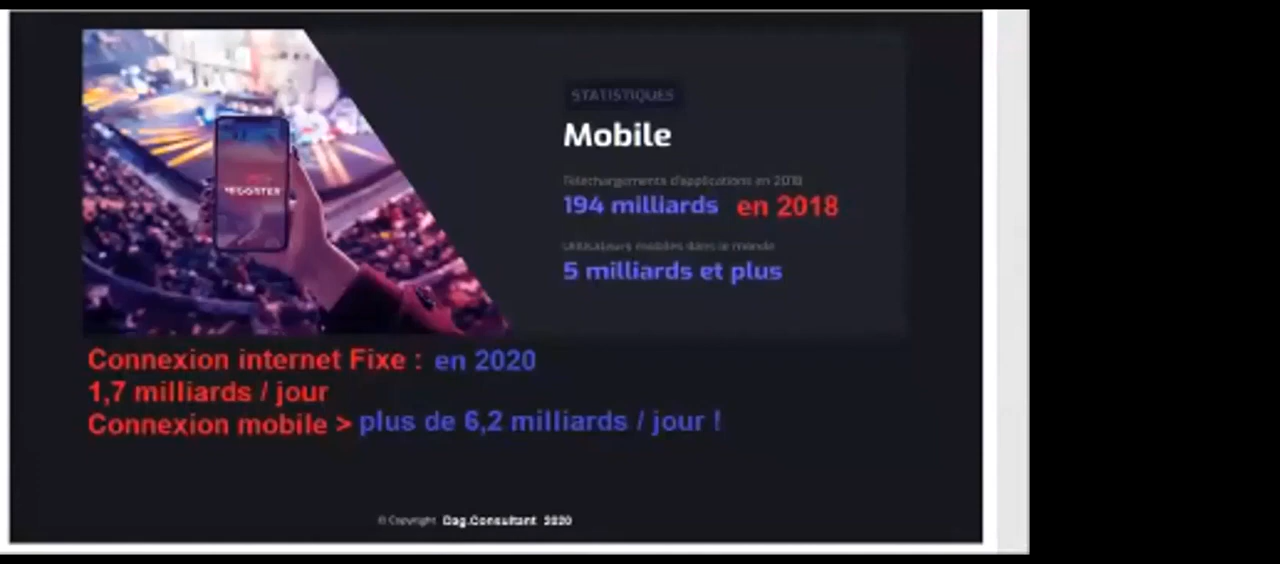 STATISTIQUES
Mobile
Téléchargements d'applications en 2018
194 milliards en 2018
Utilisateurs mobiles dans le monde
5 milliards et plus
Connexion internet Fixe : en 2020
1,7 milliards / jour
Connexion mobile > plus de 6,2 milliards / jour !
© Copyright Dag.Consultant 2020